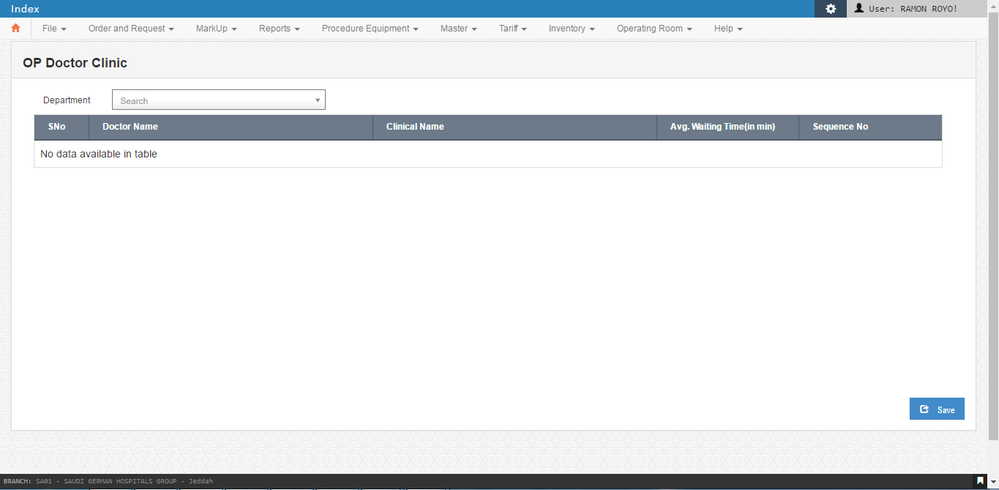 Index
User: RAMON ROYO!
File Order and Request MarkUp Reports Procedure Equipment Master Tariff Inventory Operating Room Help
OP Doctor Clinic
Department Search
SNo Doctor Name Clinical Name Avg. Waiting Time(in min) Sequence No
No data available in table
Save
BRANCH: SA01 - SAUDI GERMAN HOSPITALS GROUP - Jeddah